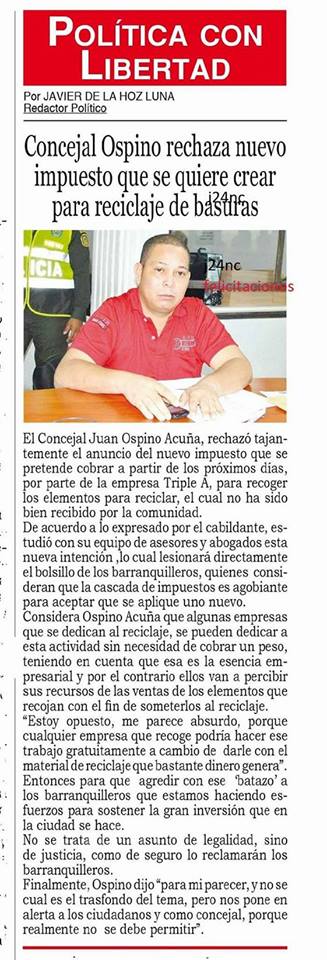 POLÍTICA CON
LIBERTAD
Por JAVIER DE LA HOZ LUNA
Redactor Político
Concejal Ospino rechaza nuevo
impuesto que se quiere crear
para reciclaje de basuras
j24nc
ICIA
j24nc
felicitaciones
El Concejal Juan Ospino Acuña, rechazó tajan-
temente el anuncio del nuevo impuesto que se
pretende cobrar a partir de los próximos días,
por parte de la empresa Triple A, para recoger
los elementos para reciclar, el cual no ha sido
bien recibido por la comunidad.
De acuerdo a lo expresado por el cabildante, es-
tudió con su equipo de asesores y abogados esta
nueva intención ,lo cual lesionará directamente
el bolsillo de los barranquilleros, quienes consi-
deran que la cascada de impuestos es agobiante
para aceptar que se aplique uno nuevo.
Considera Ospino Acuña que algunas empresas
que se dedican al reciclaje, se pueden dedicar a
esta actividad sin necesidad de cobrar un peso,
teniendo en cuenta que esa es la esencia em-
presarial y por el contrario ellos van a percibir
sus recursos de las ventas de los elementos que
recojan con el fin de someterlos al reciclaje.
"Estoy opuesto, me parece absurdo, porque
cualquier empresa que recoge podría hacer ese
trabajo gratuitamente a cambio de darle con el
material de reciclaje que bastante dinero genera".
Entonces para que agredir con ese 'batazo' a
los barranquilleros que estamos haciendo es-
fuerzos para sostener la gran inversión que en
la ciudad se hace.
No se trata de un asunto de legalidad, sino
de justicia, como de seguro lo reclamarán los
barranquilleros.
Finalmente, Ospino dijo "para mi parecer, y no se
cual es el trasfondo del tema, pero nos pone en
alerta a los ciudadanos y como concejal, porque
realmente no se debe permitir".